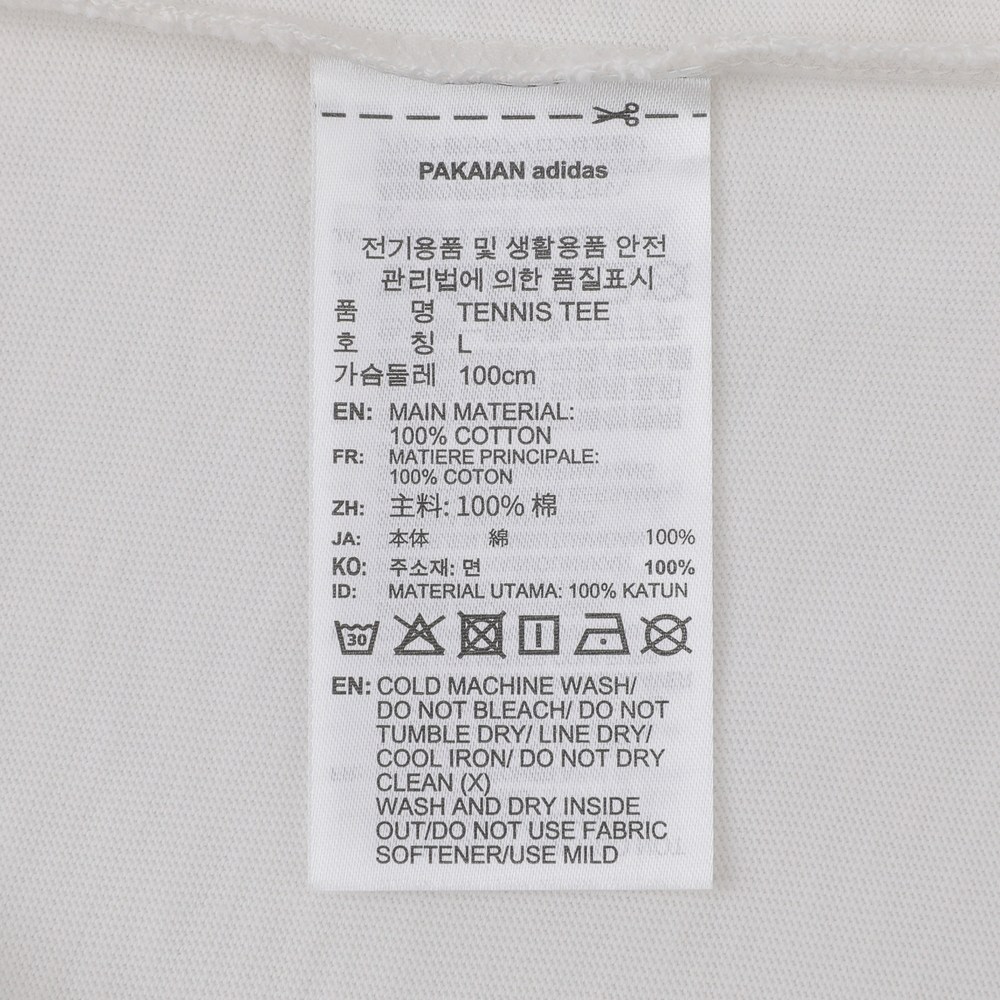 PAKAIAN adidas
전기용품 및 생활용품 안전
관리법에 의한 품질표시
품 명 TENNIS TEE
호 칭 L
가슴둘레 100cm
EN: MAIN MATERIAL:
100% COTTON
FR: MATIERE PRINCIPALE:
100% COTON
ZH: 主料: 100% 棉
JA: 本体 綿 100%
KO: 주소재: 면 100%
ID: MATERIAL UTAMA: 100% KATUN
30
EN: COLD MACHINE WASH/
DO NOT BLEACH/ DO NOT
TUMBLE DRY/ LINE DRY/
COOL IRON/ DO NOT DRY
CLEAN (X)
WASH AND DRY INSIDE
OUT/DO NOT USE FABRIC
SOFTENER/USE MILD